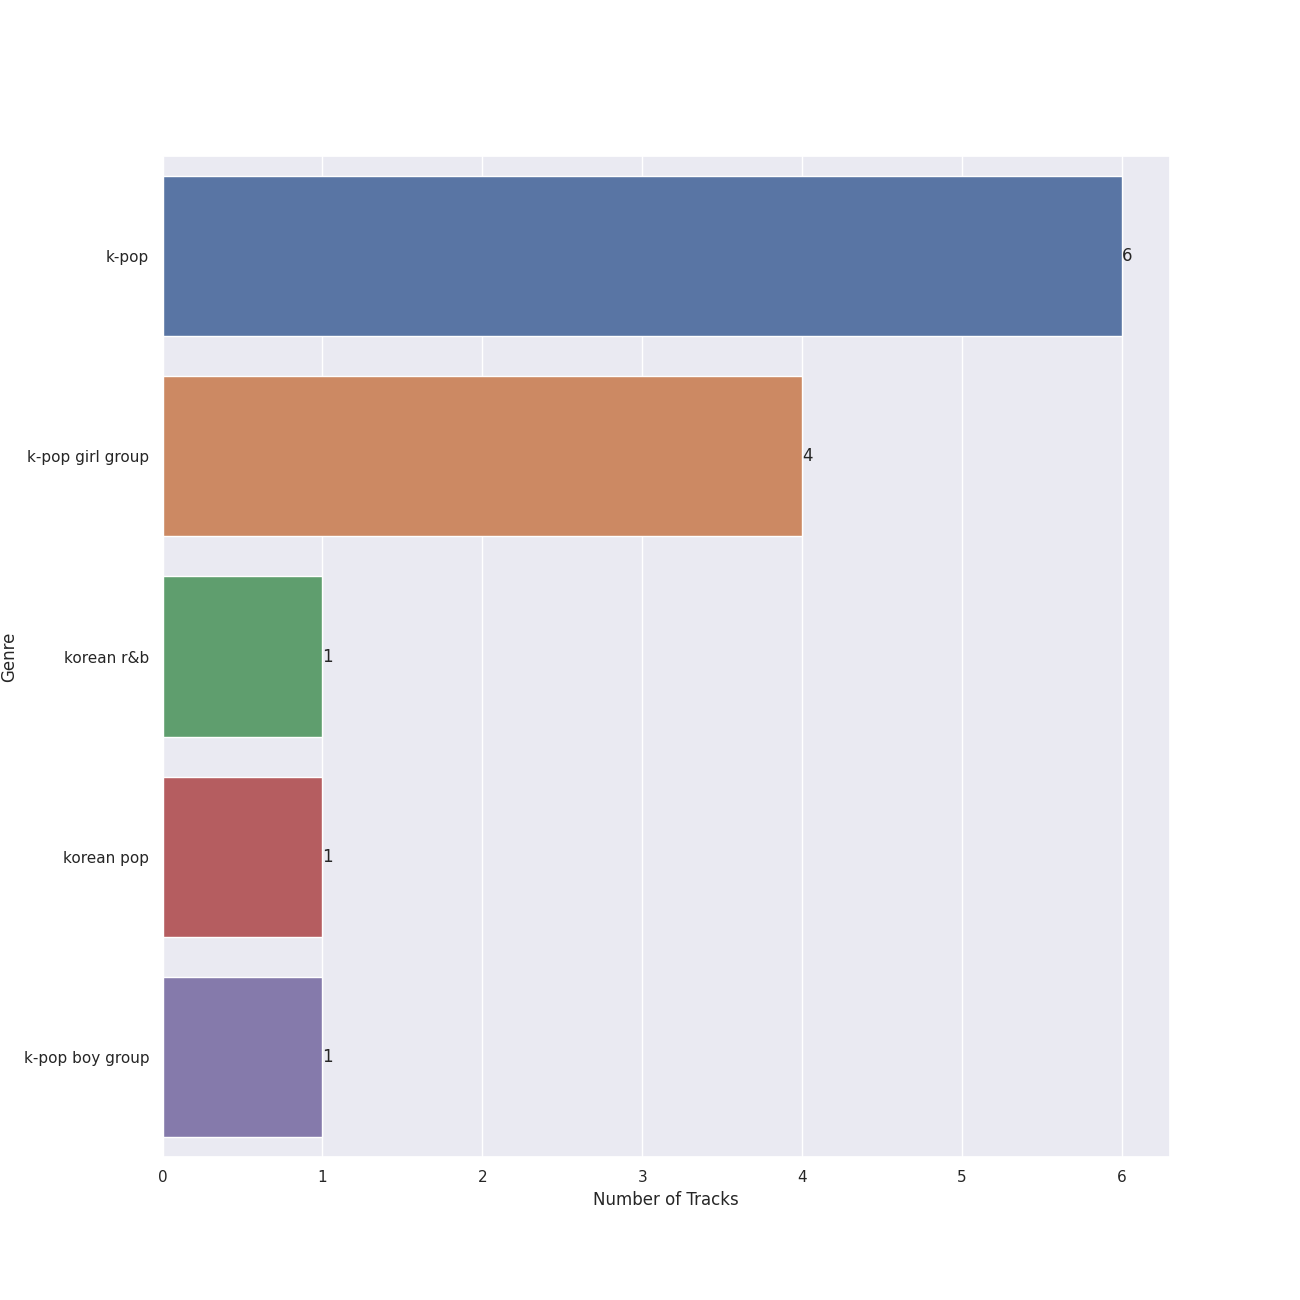 k-pop
6
k-pop girl group
4
Genre
korean r&b
1
korean pop
1
k-pop boy group
1
0 1 2 3 4 5 6
Number of Tracks